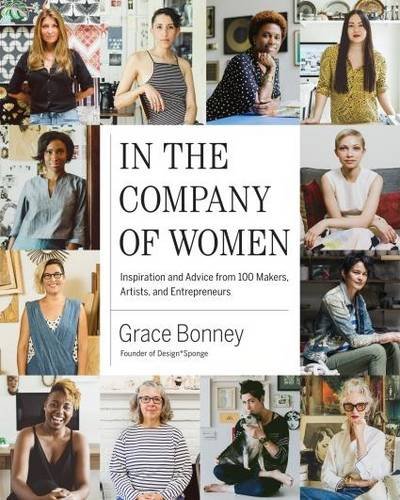 IN THE
COMPANY
OF WOMEN
Inspiration and Advice from 100 Makers,
Artists, and Entrepreneurs
Grace Bonney
Founder of Design*Sponge